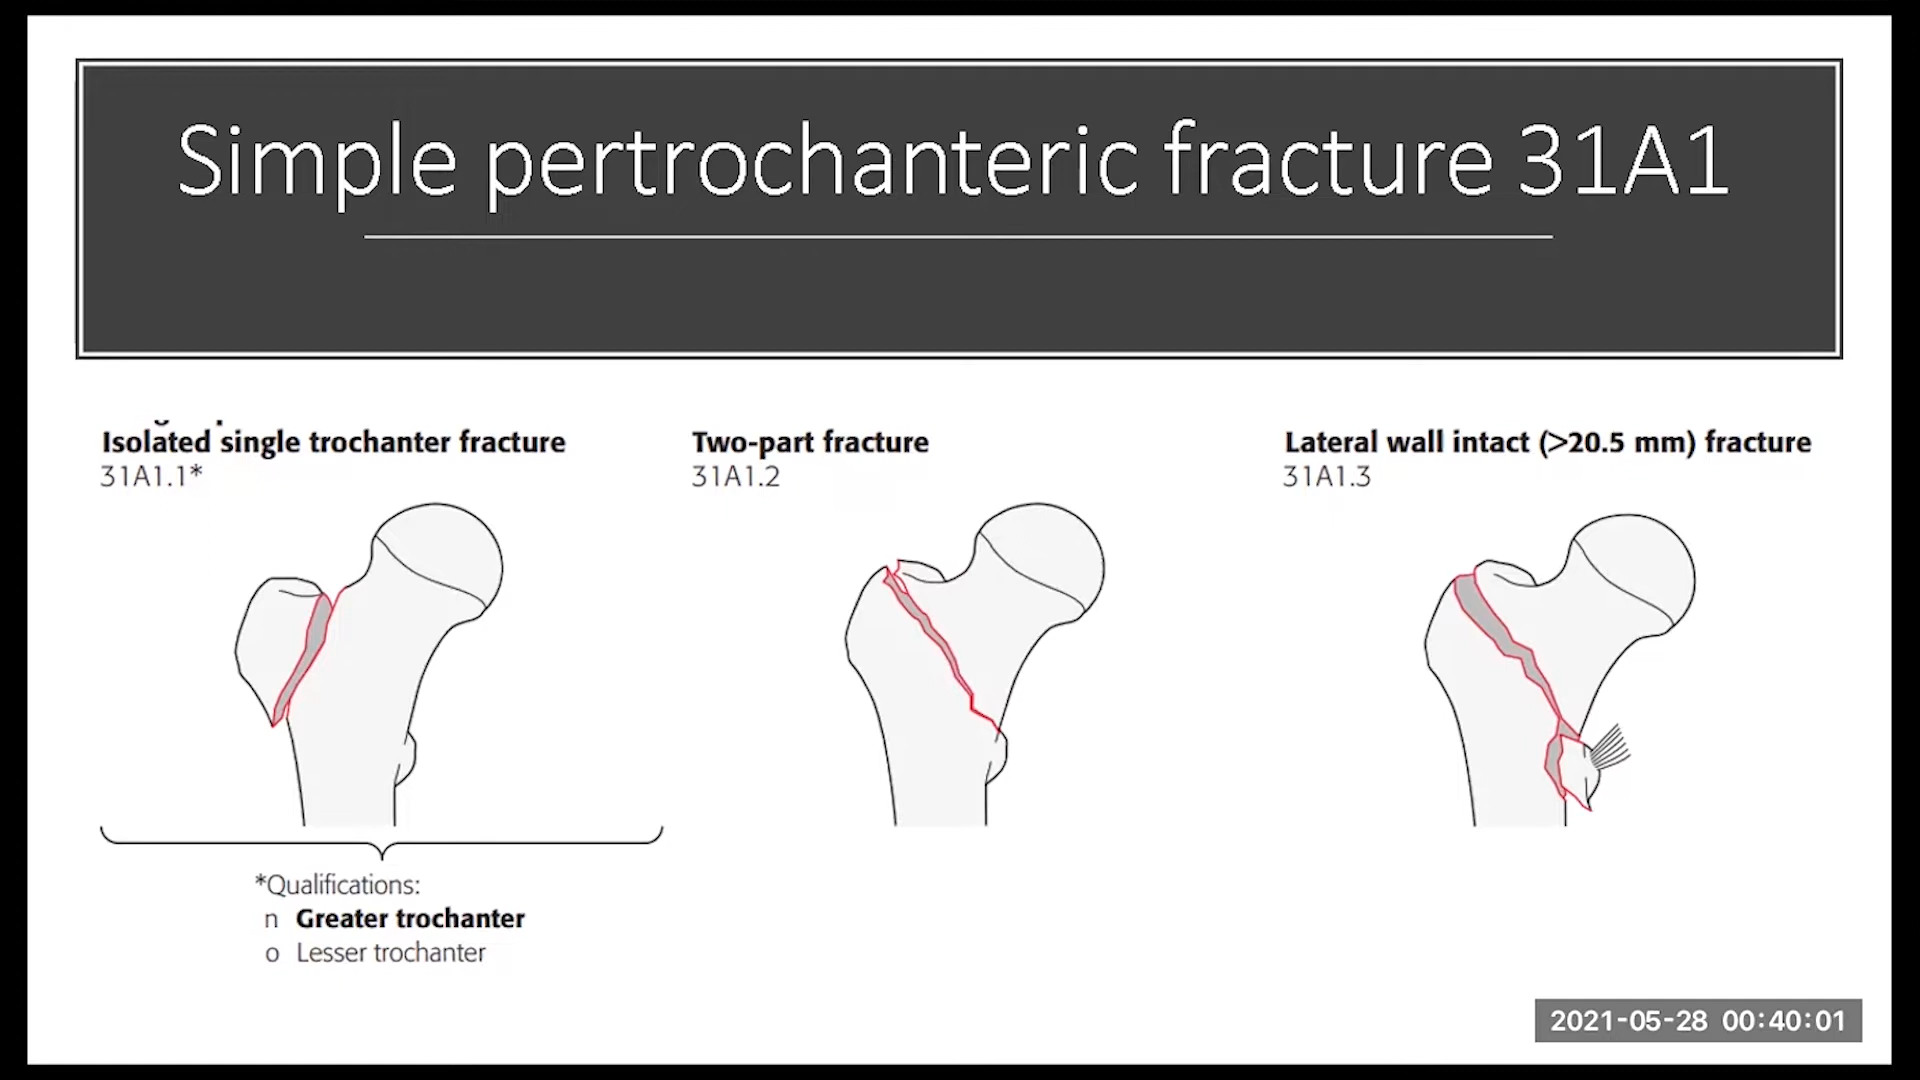 Simple pertrochanteric fracture 31A1
Isolated single trochanter fracture
31A1.1*
Two-part fracture
31A1.2
Lateral wall intact (>20.5 mm) fracture
31A1.3
*Qualifications:
n Greater trochanter
o Lesser trochanter
2021-05-28 00:40:01